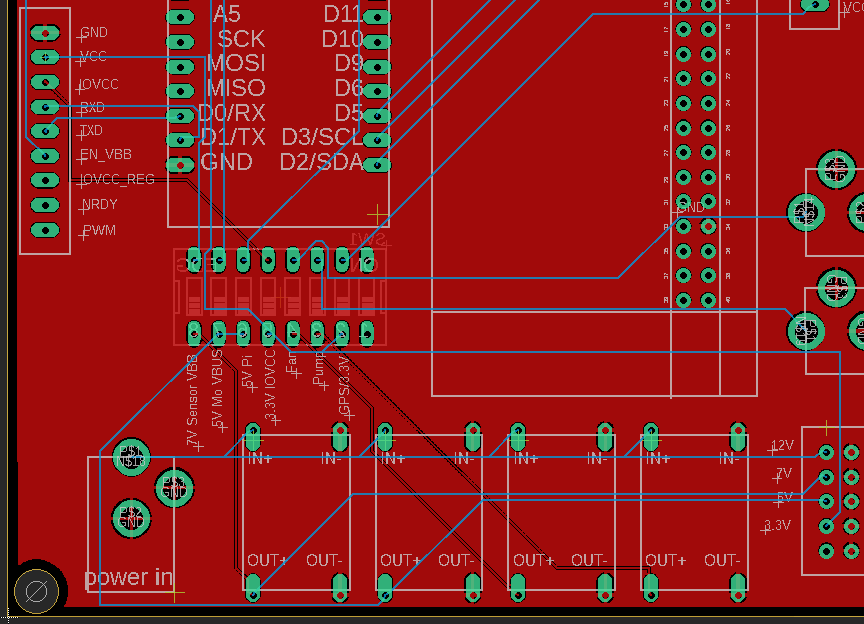 GND
VCC
IOVCC
RXD
TXD
EN_VBB
IOVCC_REG
NRDY
PWM
A5 D11
SCK D10
MOSI D9
MISO D6
D0/RX D5
D1/TX D3/SCL
GND D2/SDA
GND
SW1
7V Sensor VBB
5V Mo VBUS
5V Pi
3.3V IOVCC
Fan
Pump
GPS/3.3V
IN+ IN- IN+ IN- IN+ IN- IN+ IN-
OUT+ OUT- OUT+ OUT- OUT+ OUT- OUT+ OUT-
12V
7V
5V
3.3V
GND
GND
power in